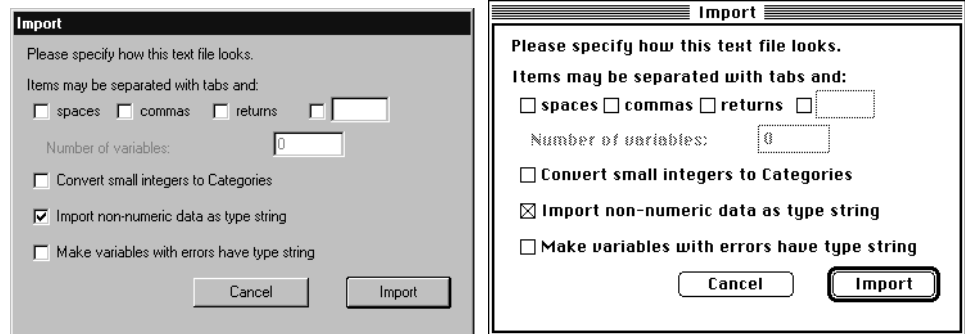 Import
Please specify how this text file looks.
Items may be separated with tabs and:
spaces commas returns
Number of variables: 0
Convert small integers to Categories
Import non-numeric data as type string
Make variables with errors have type string
Cancel Import
Import
Please specify how this text file looks.
Items may be separated with tabs and:
spaces commas returns
Number of variables: 0
Convert small integers to Categories
Import non-numeric data as type string
Make variables with errors have type string
Cancel Import